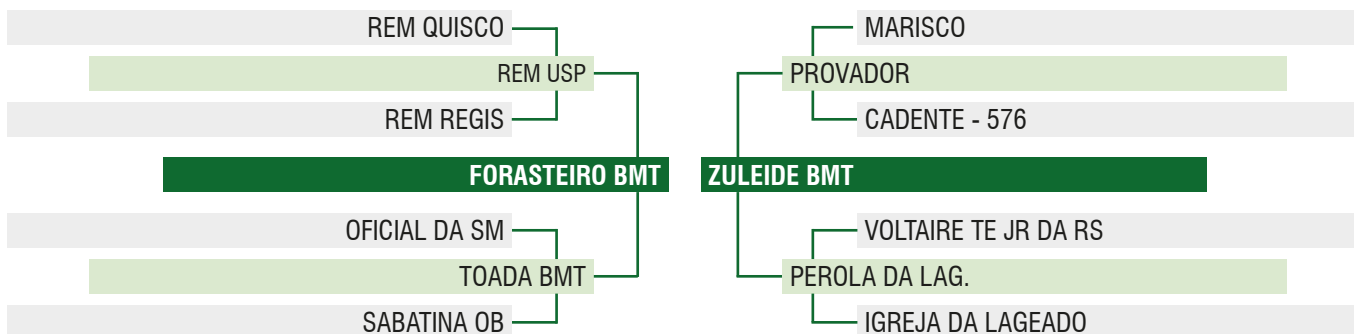 REM QUISCO
REM USP
REM REGIS
FORASTEIRO BMT
OFICIAL DA SM
TOADA BMT
SABATINA OB
MARISCO
PROVADOR
CADENTE - 576
ZULEIDE BMT
VOLTAIRE TE JR DA RS
PEROLA DA LAG.
IGREJA DA LAGEADO